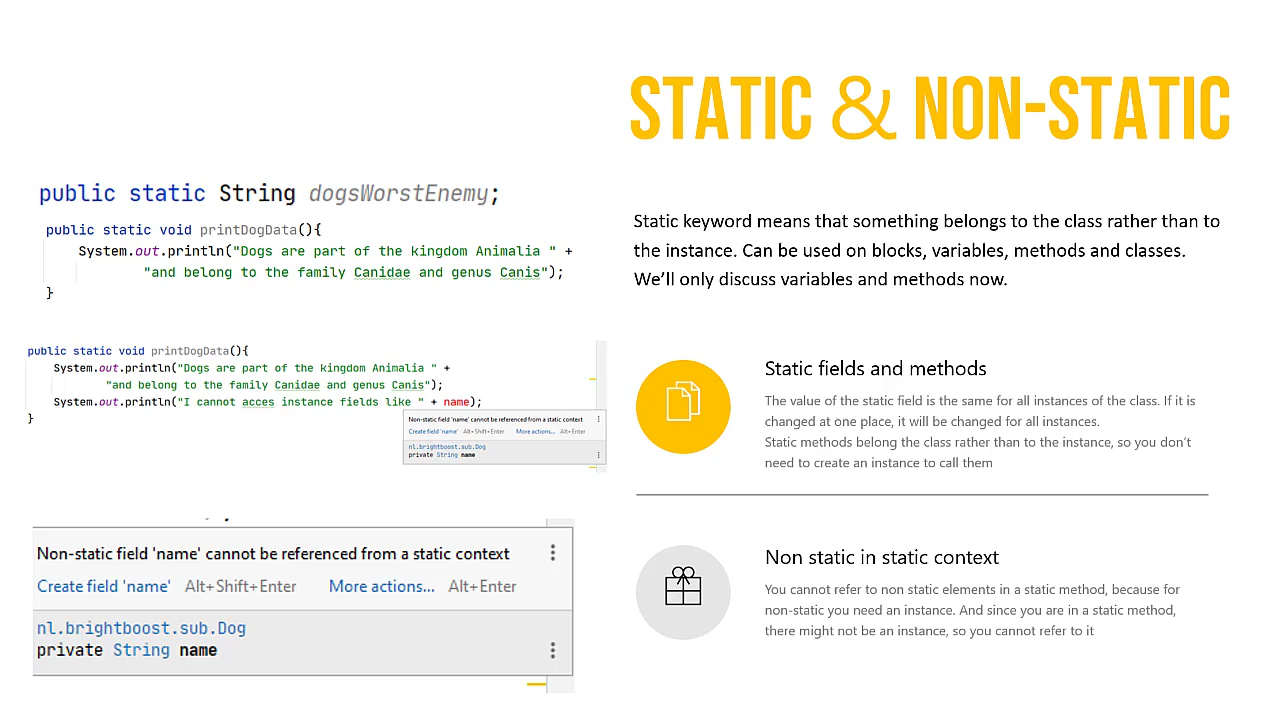 STATIC & NON-STATIC
public static String dogsWorstEnemy;
public static void printDogData(){
System.out.println("Dogs are part of the kingdom Animalia " +
"and belong to the family Canidae and genus Canis");
}
public static void printDogData(){
System.out.println("Dogs are part of the kingdom Animalia " +
"and belong to the family Canidae and genus Canis");
System.out.println("I cannot acces instance fields like " + name);
}
Non-static field 'name' cannot be referenced from a static context
Create field 'name' Alt+Shift+Enter More actions... Alt+Enter
nl.brightboost.sub.Dog
private String name
Non-static field 'name' cannot be referenced from a static context
Create field 'name' Alt+Shift+Enter More actions... Alt+Enter
nl.brightboost.sub.Dog
private String name
Static keyword means that something belongs to the class rather than to
the instance. Can be used on blocks, variables, methods and classes.
We'll only discuss variables and methods now.
Static fields and methods
The value of the static field is the same for all instances of the class. If it is
changed at one place, it will be changed for all instances.
Static methods belong the class rather than to the instance, so you don't
need to create an instance to call them
Non static in static context
You cannot refer to non static elements in a static method, because for
non-static you need an instance. And since you are in a static method,
there might not be an instance, so you cannot refer to it